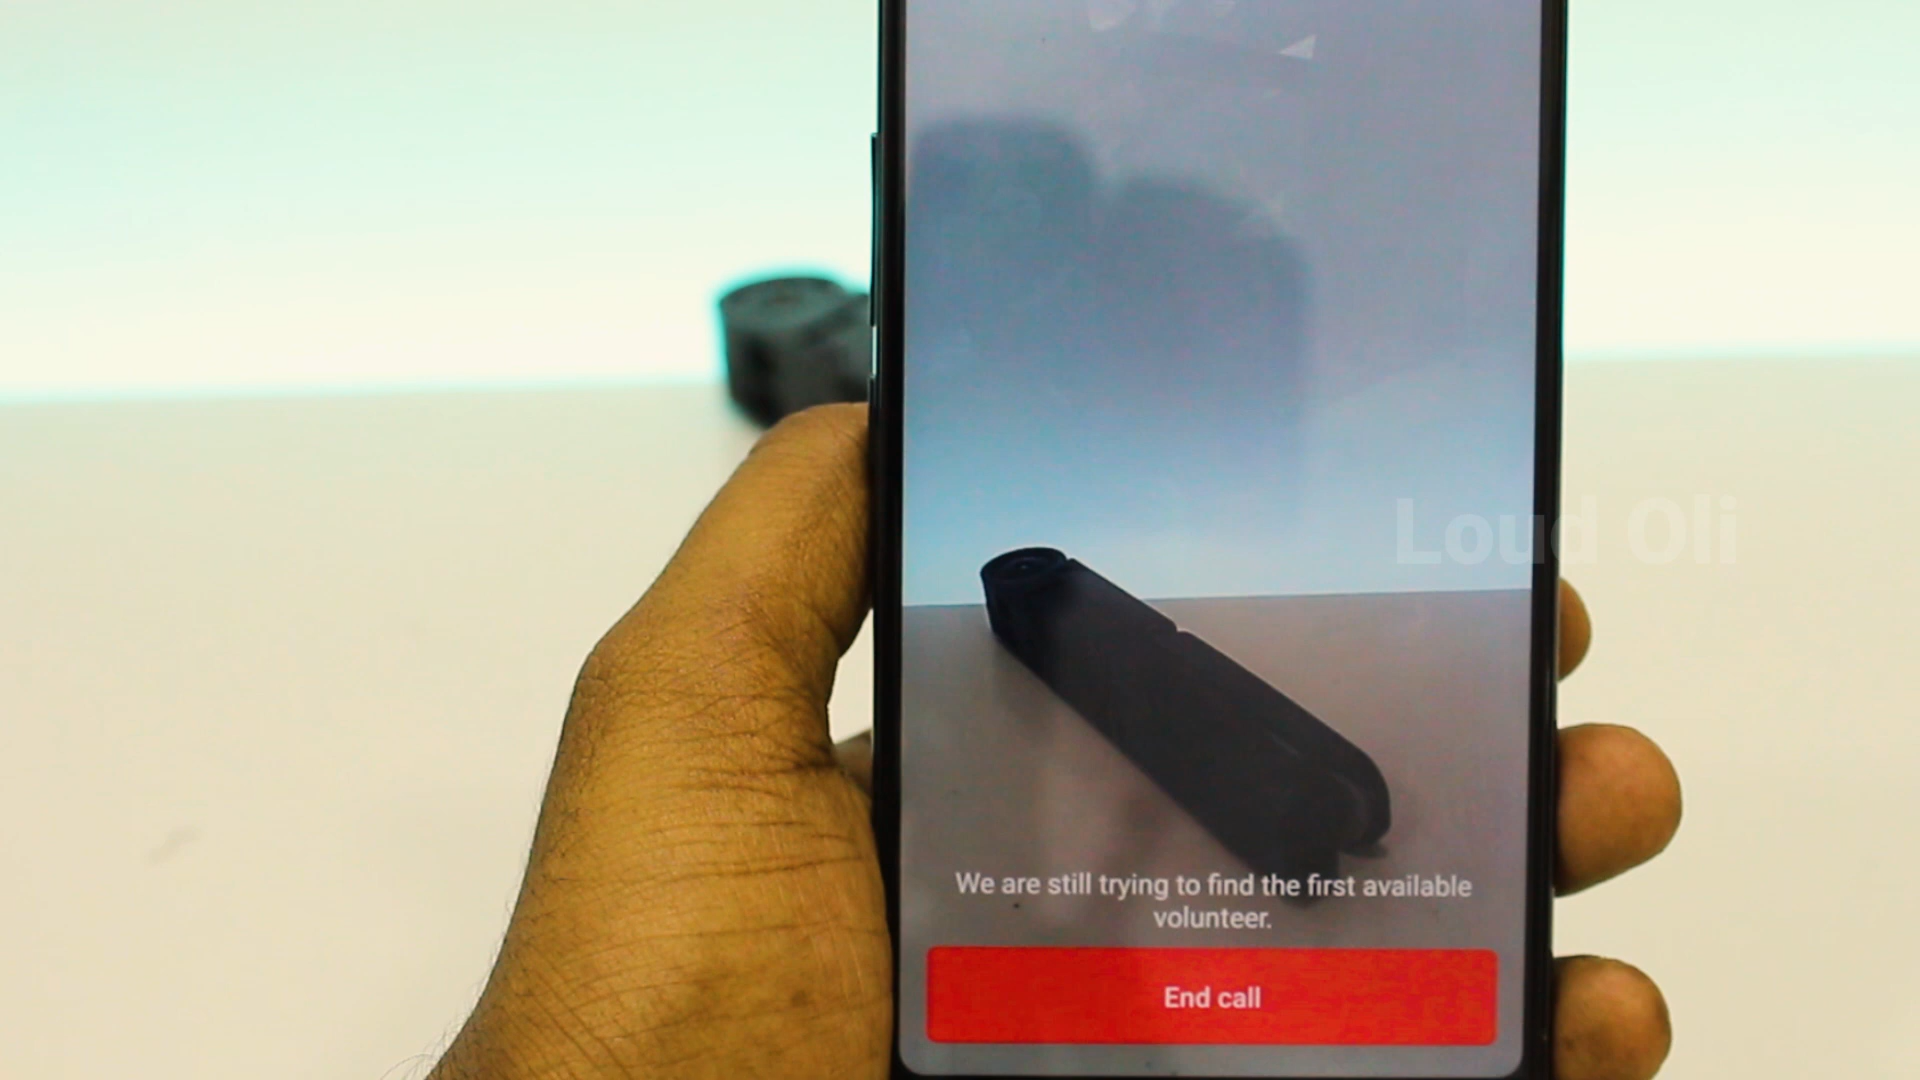 Loud Oli
We are still trying to find the first available
volunteer.
End call